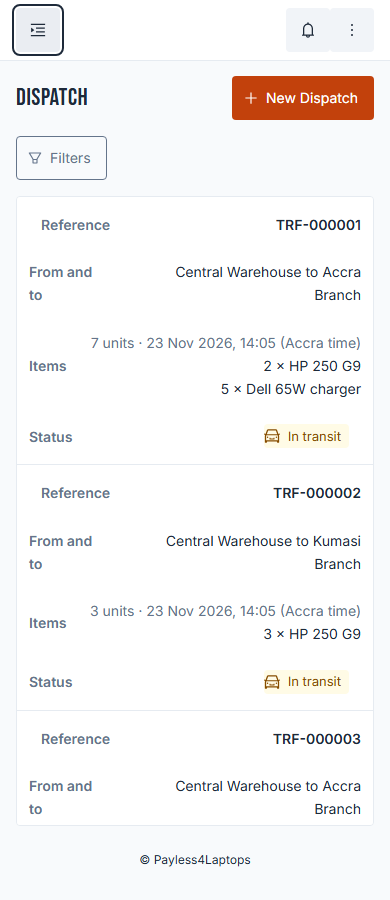 DISPATCH
+ New Dispatch
Filters
Reference TRF-000001
From and to Central Warehouse to Accra Branch
7 units · 23 Nov 2026, 14:05 (Accra time)
Items 2 × HP 250 G9
5 × Dell 65W charger
Status In transit
Reference TRF-000002
From and to Central Warehouse to Kumasi Branch
3 units · 23 Nov 2026, 14:05 (Accra time)
Items 3 × HP 250 G9
Status In transit
Reference TRF-000003
From and to Central Warehouse to Accra Branch
© Payless4Laptops